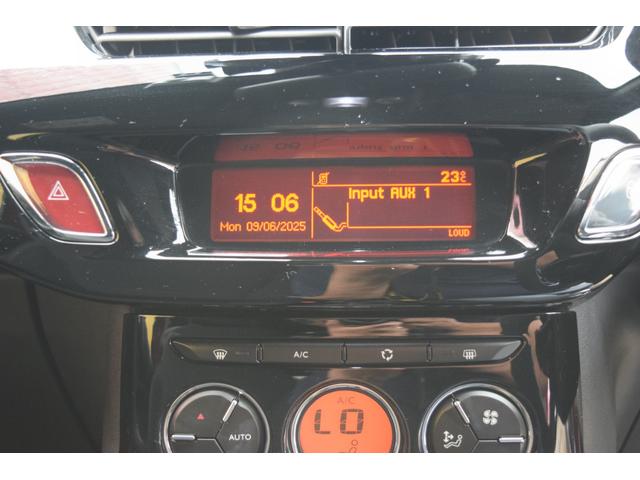 23°C
15 06
Input AUX 1
Mon 09/06/2025
LOUD
A/C
A/C
LO
AUTO